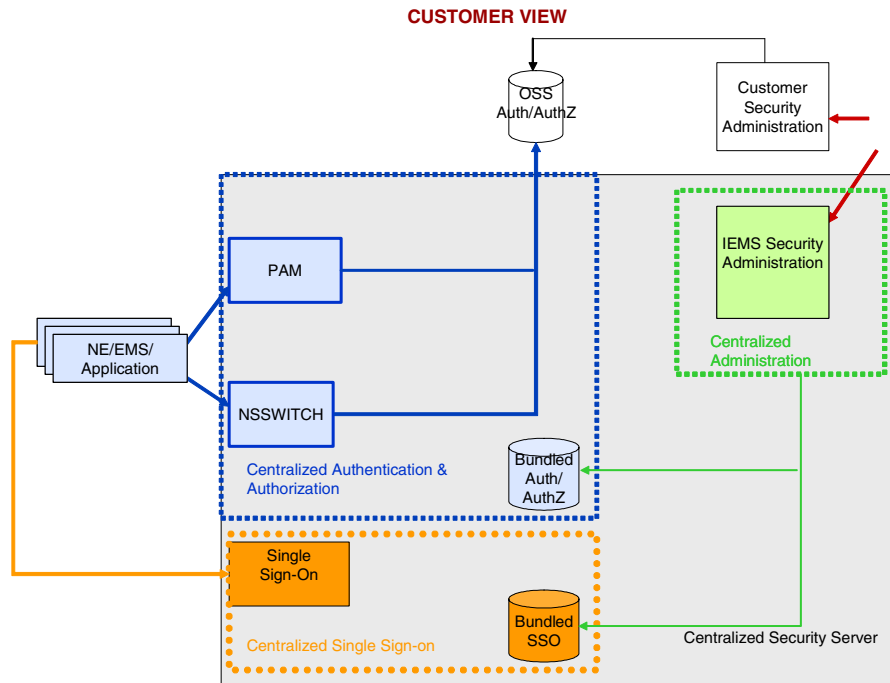 CUSTOMER VIEW
OSS
Auth/AuthZ
Customer
Security
Administration
PAM
IEMS Security
Administration
NE/EMS/
Application
Centralized
Administration
NSSWITCH
Centralized Authentication &
Authorization
Bundled
Auth/
AuthZ
Single
Sign-On
Centralized Single Sign-on
Bundled
SSO
Centralized Security Server